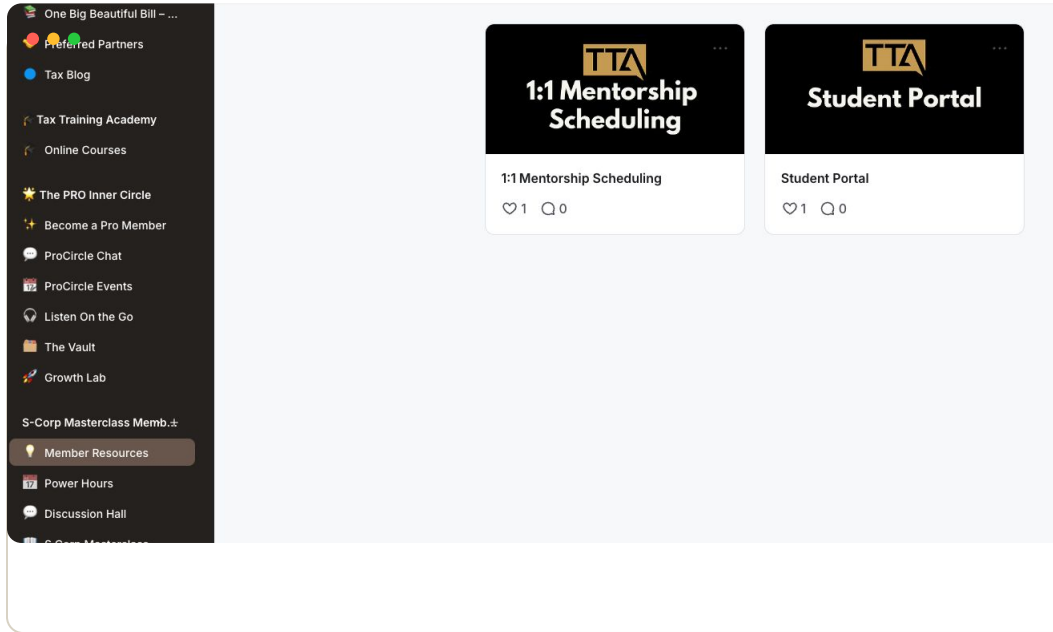 One Big Beautiful Bill – ...
Preferred Partners
Tax Blog
Tax Training Academy
Online Courses
The PRO Inner Circle
Become a Pro Member
ProCircle Chat
ProCircle Events
Listen On the Go
The Vault
Growth Lab
S-Corp Masterclass Memb.
Member Resources
17
Power Hours
Discussion Hall
S Corp Masterclass
TTA
1:1 Mentorship
Scheduling
1:1 Mentorship Scheduling
1 0
TTA
Student Portal
Student Portal
1 0